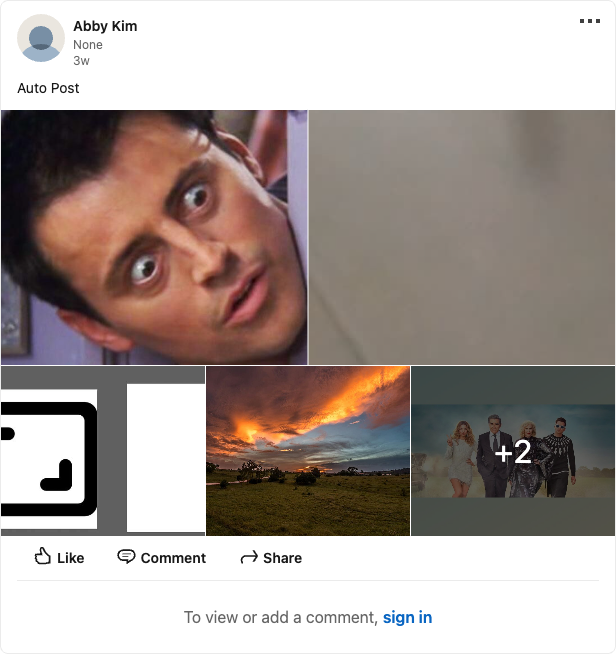 Abby Kim
None
3w
Auto Post
+2
Like Comment Share
To view or add a comment, sign in